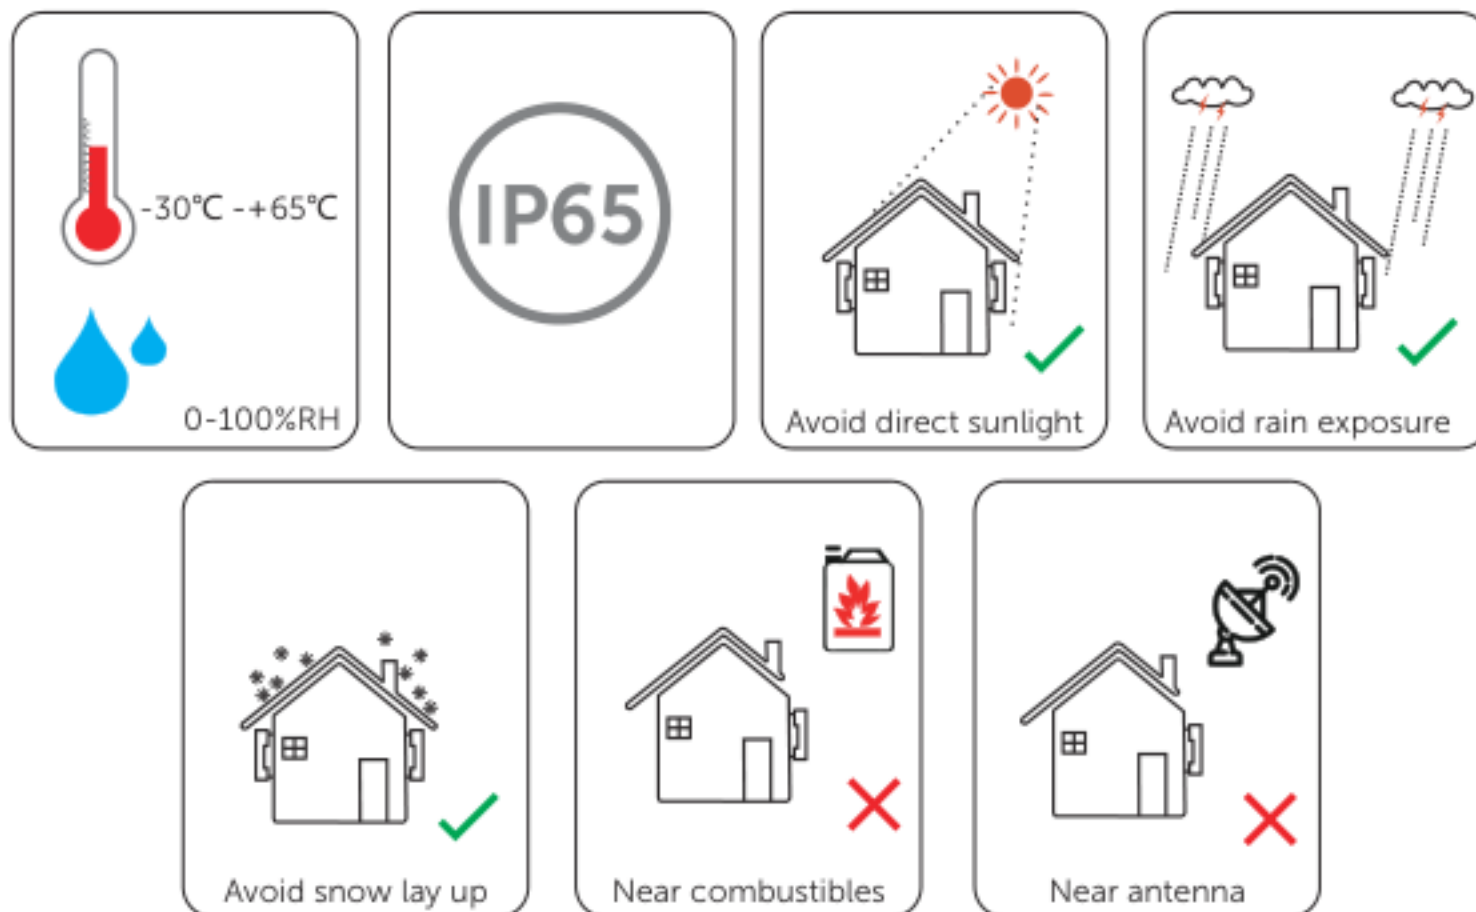 -30℃ -+65℃
0-100%RH
IP65
Avoid direct sunlight
Avoid rain exposure
Avoid snow lay up
Near combustibles
Near antenna